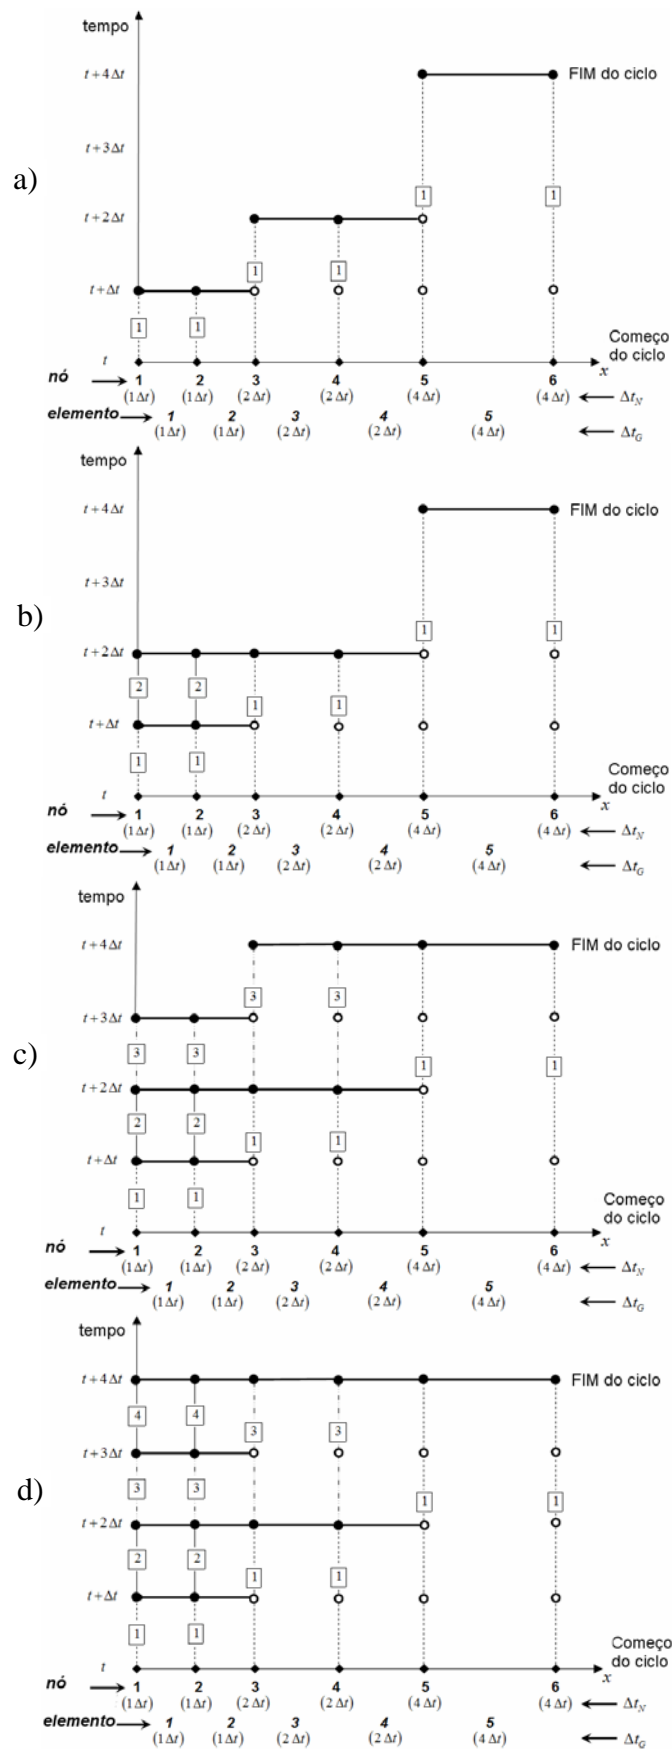 a)
tempo
t+4Δt
FIM do ciclo
t+3Δt
1 1
t+2Δt
1 1
t+Δt
1 1
t
Começo do ciclo
x
nó 1 2 3 4 5 6
(1Δt) (1Δt) (2Δt) (2Δt) (4Δt) (4Δt) Δt_N
elemento 1 2 3 4 5
(1Δt) (1Δt) (2Δt) (2Δt) (4Δt) Δt_G
b)
tempo
t+4Δt
FIM do ciclo
t+3Δt
1 1
t+2Δt
2 2
1 1
t+Δt
1 1
t
Começo do ciclo
x
nó 1 2 3 4 5 6
(1Δt) (1Δt) (2Δt) (2Δt) (4Δt) (4Δt) Δt_N
elemento 1 2 3 4 5
(1Δt) (1Δt) (2Δt) (2Δt) (4Δt) Δt_G
c)
tempo
t+4Δt
FIM do ciclo
3 3
t+3Δt
3 3 1 1
t+2Δt
2 2 1 1
t+Δt
1 1
t
Começo do ciclo
x
nó 1 2 3 4 5 6
(1Δt) (1Δt) (2Δt) (2Δt) (4Δt) (4Δt) Δt_N
elemento 1 2 3 4 5
(1Δt) (1Δt) (2Δt) (2Δt) (4Δt) Δt_G
d)
tempo
t+4Δt
FIM do ciclo
4 4 3 3
t+3Δt
3 3 1 1
t+2Δt
2 2 1 1
t+Δt
1 1
t
Começo do ciclo
x
nó 1 2 3 4 5 6
(1Δt) (1Δt) (2Δt) (2Δt) (4Δt) (4Δt) Δt_N
elemento 1 2 3 4 5
(1Δt) (1Δt) (2Δt) (2Δt) (4Δt) Δt_G